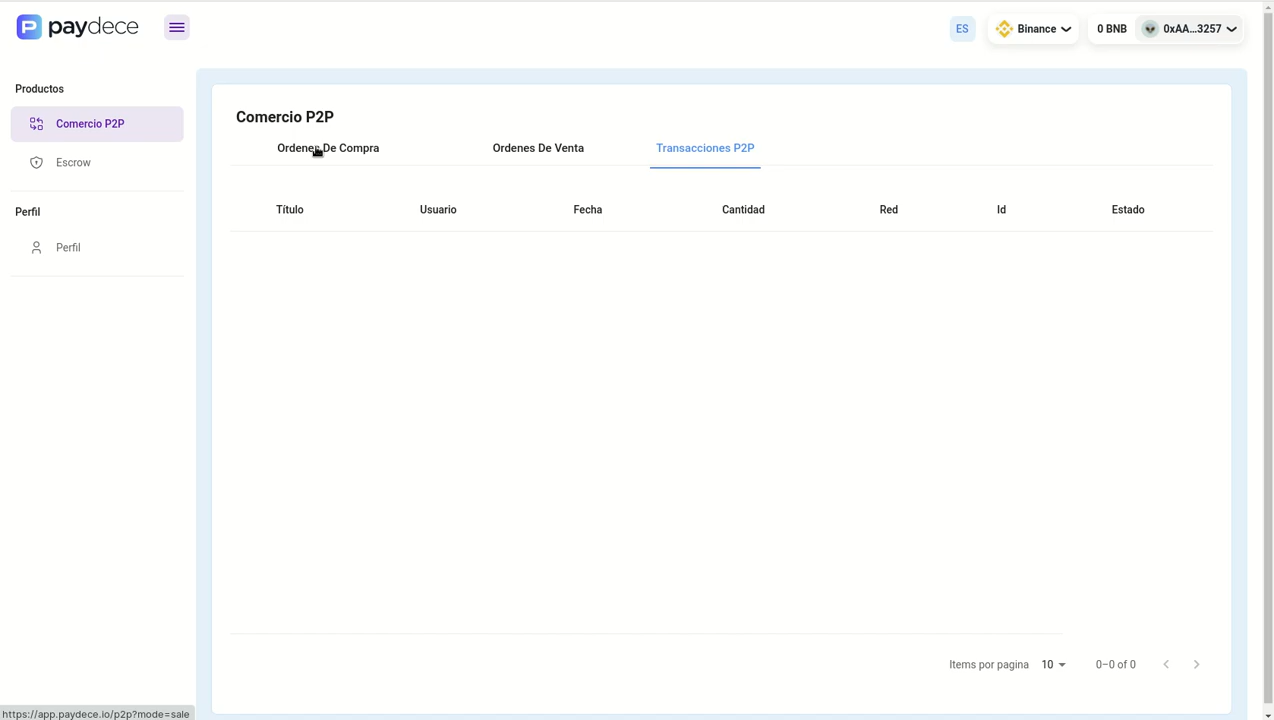 paydece
ES
Binance
0 BNB
0xAA...3257
Productos
Comercio P2P
Escrow
Perfil
Perfil
Comercio P2P
Ordenes De Compra
Ordenes De Venta
Transacciones P2P
Título
Usuario
Fecha
Cantidad
Red
Id
Estado
Items por pagina
10
0–0 of 0
https://app.paydece.io/p2p?mode=sale